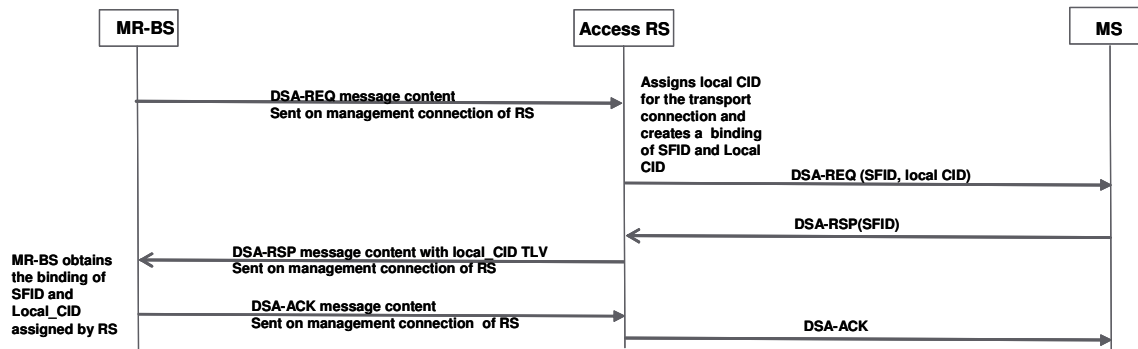 MR-BS
Access RS
MS
DSA-REQ message content
Sent on management connection of RS
Assigns local CID
for the transport
connection and
creates a  binding
of SFID and Local
CID
DSA-REQ (SFID, local CID)
DSA-RSP(SFID)
DSA-RSP message content with local_CID TLV
Sent on management connection of RS
MR-BS obtains
the binding of
SFID and
Local_CID
assigned by RS
DSA-ACK message content
Sent on management connection  of RS
DSA-ACK